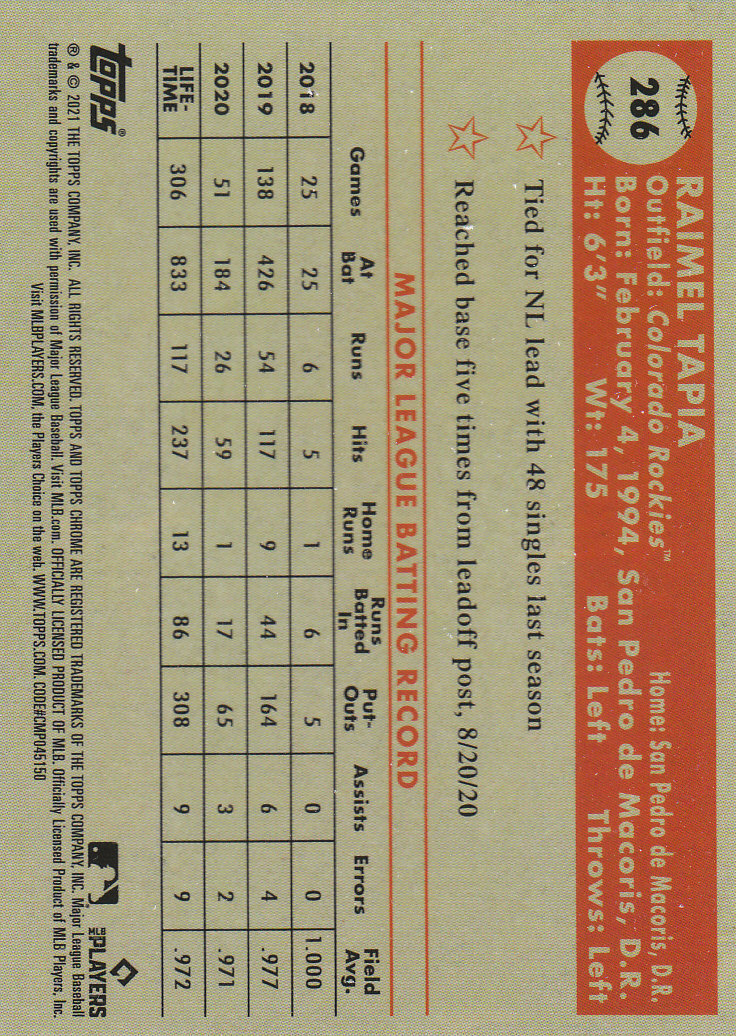 286
RAIMEL TAPIA
Outfield: Colorado Rockies™ Home: San Pedro de Macoris, D.R.
Born: February 4, 1994, San Pedro de Macoris, D.R.
Ht: 6'3" Wt: 175 Bats: Left Throws: Left
Tied for NL lead with 48 singles last season
Reached base five times from leadoff post, 8/20/20
MAJOR LEAGUE BATTING RECORD
Games At Bat Runs Hits Home Runs Runs Batted In Put-Outs Assists Errors Field Avg.
2018 25 25 6 5 1 6 5 0 0 1.000
2019 138 426 54 117 9 44 164 6 4 .977
2020 51 184 26 59 1 17 65 3 2 .971
LIFE-TIME 306 833 117 237 13 86 308 9 9 .972
topps®
MLB PLAYERS
® & © 2021 THE TOPPS COMPANY, INC. ALL RIGHTS RESERVED. TOPPS AND TOPPS CHROME ARE REGISTERED TRADEMARKS OF THE TOPPS COMPANY, INC. Major League Baseball
trademarks and copyrights are used with permission of Major League Baseball. Visit MLB.com. OFFICIALLY LICENSED PRODUCT OF MLB. Officially Licensed Product of MLB Players, Inc.
Visit MLBPLAYERS.COM, the Players Choice on the web. WWW.TOPPS.COM. CODE#CMP045150